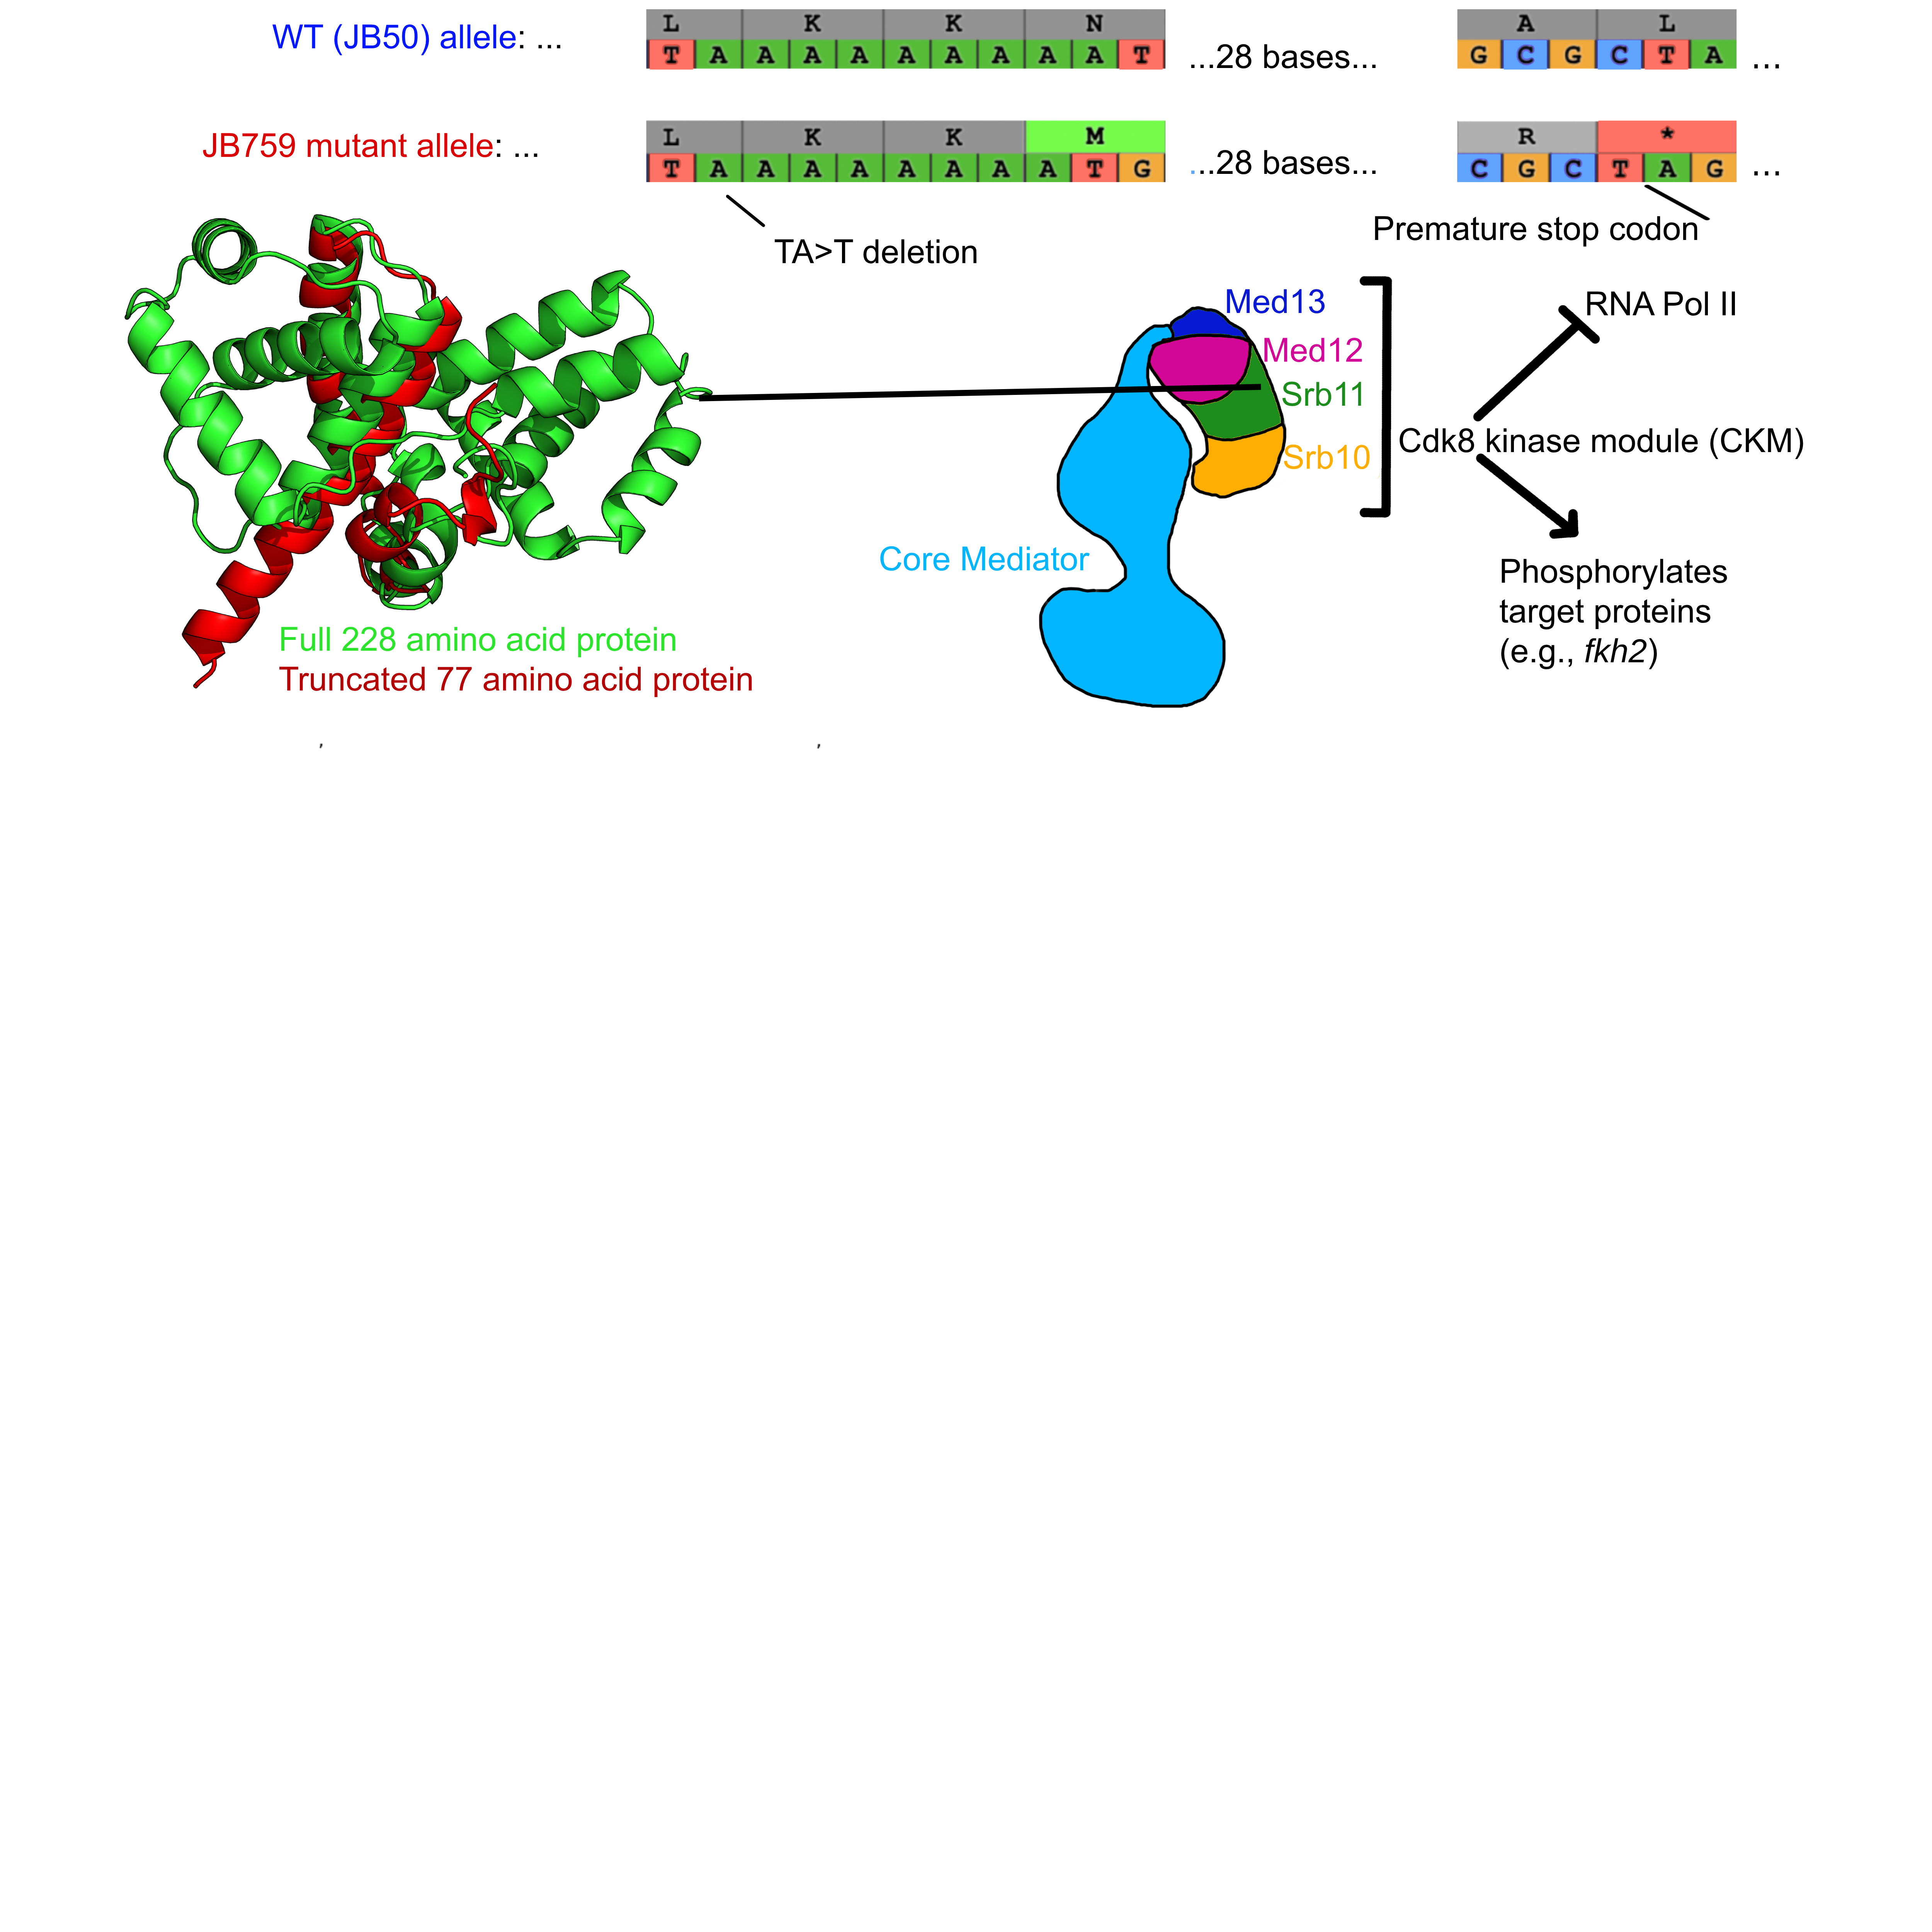 WT (JB50) allele: ...
L K K N
T A A A A A A A A A T
...28 bases...
A L
G C G C T A ...
JB759 mutant allele: ...
L K K M
T A A A A A A A A T G
...28 bases...
R *
C G C T A G ...
TA>T deletion
Premature stop codon
Full 228 amino acid protein
Truncated 77 amino acid protein
Core Mediator
Med13
Med12
Srb11
Srb10
RNA Pol II
Cdk8 kinase module (CKM)
Phosphorylates
target proteins
(e.g., fkh2)
, ,